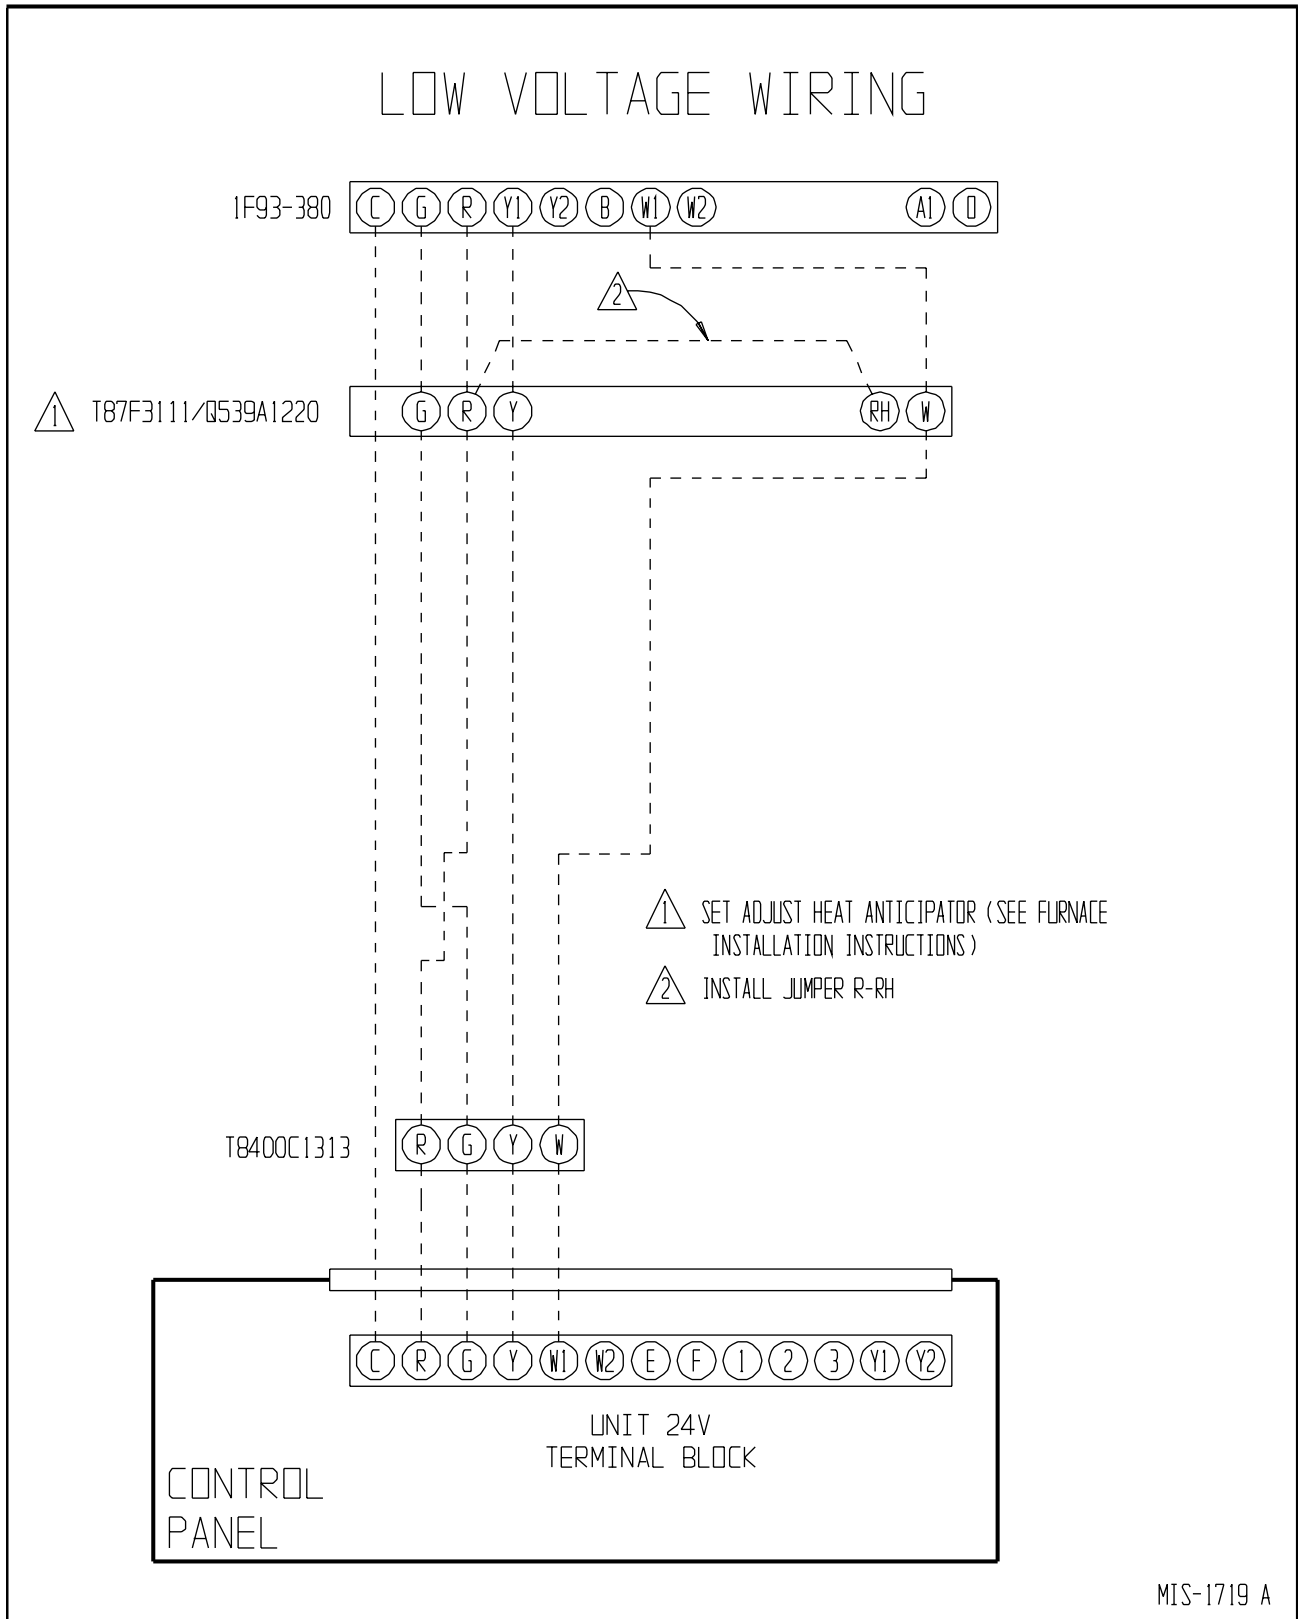 LOW VOLTAGE WIRING
1F93-380 C G R Y1 Y2 B W1 W2 A1 O
2
1 T87F3111/Q539A1220 G R Y RH W
1 SET ADJUST HEAT ANTICIPATOR (SEE FURNACE
INSTALLATION INSTRUCTIONS)
2 INSTALL JUMPER R-RH
T8400C1313 R G Y W
C R G Y W1 W2 E F 1 2 3 Y1 Y2
UNIT 24V
TERMINAL BLOCK
CONTROL
PANEL
MIS-1719 A